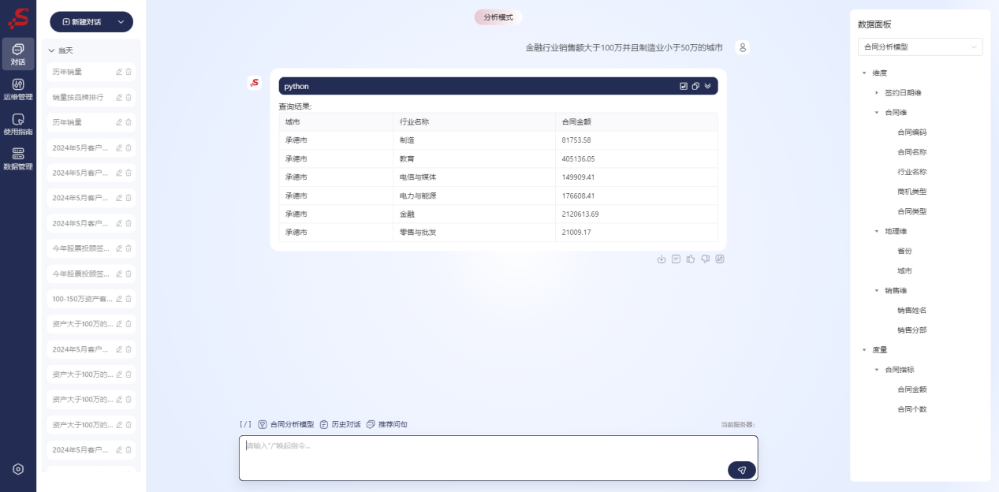 新建对话
对话
运维管理
使用指南
数据管理
当天
历年销量
销量按品牌排行
历年销量
2024年5月客户...
2024年5月客户...
2024年5月客户...
2024年5月客户...
今年股票投顾签...
今年股票投顾签...
100-150万资产客...
资产大于100万的...
2024年5月客户...
资产大于100万的...
资产大于100万的...
资产大于100万的...
2024年5月客户...
分析模式
金融行业销售额大于100万并且制造业小于50万的城市
python
查询结果:
城市 行业名称 合同金额
承德市 制造 81753.58
承德市 教育 405136.05
承德市 电信与媒体 149909.41
承德市 电力与能源 176608.41
承德市 金融 2120613.69
承德市 零售与批发 21009.17
[/] 合同分析模型 历史对话 推荐问句
当前服务器:
请输入"/"唤起指令...
数据面板
合同分析模型
维度
签约日期维
合同维
合同编码
合同名称
行业名称
商机类型
合同类型
地理维
省份
城市
销售维
销售姓名
销售分部
度量
合同指标
合同金额
合同个数